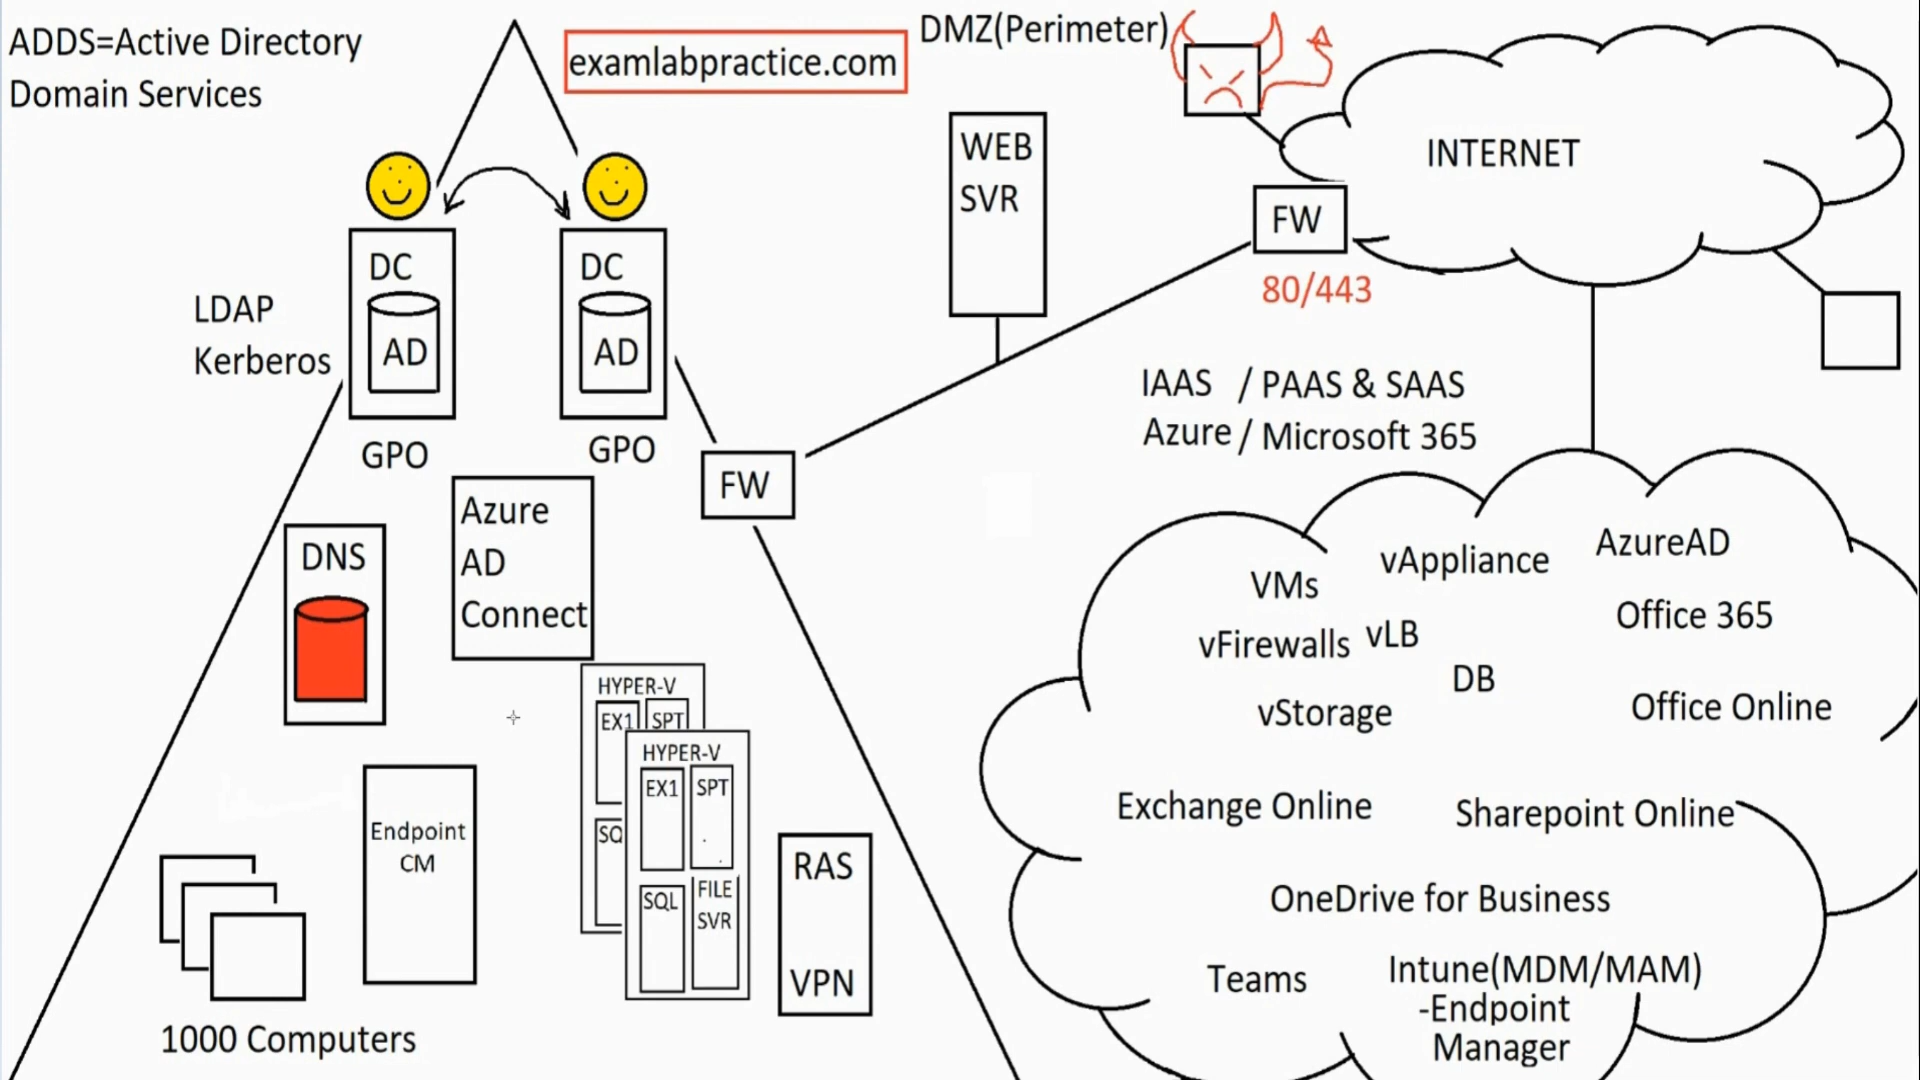 ADDS=Active Directory
Domain Services
examlabpractice.com
DMZ(Perimeter)
INTERNET
WEB
SVR
FW
80/443
DC
AD
GPO
DC
AD
GPO
LDAP
Kerberos
FW
IAAS / PAAS & SAAS
Azure / Microsoft 365
DNS
Azure
AD
Connect
HYPER-V
EX1
SPT
SQ
HYPER-V
EX1
SPT
SQL
FILE
SVR
Endpoint
CM
RAS
VPN
1000 Computers
VMs
vAppliance
AzureAD
vFirewalls
vLB
Office 365
DB
vStorage
Office Online
Exchange Online
Sharepoint Online
OneDrive for Business
Teams
Intune(MDM/MAM)
-Endpoint
Manager